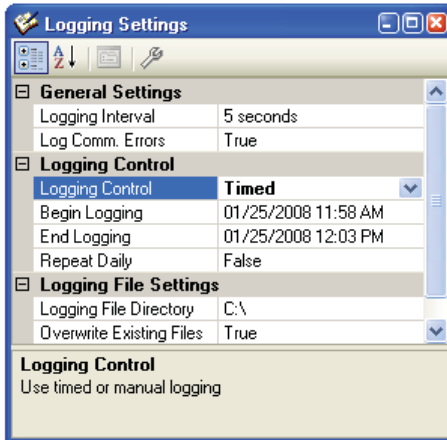 Logging Settings
General Settings
Logging Interval 5 seconds
Log Comm. Errors True
Logging Control
Logging Control Timed
Begin Logging 01/25/2008 11:58 AM
End Logging 01/25/2008 12:03 PM
Repeat Daily False
Logging File Settings
Logging File Directory C:\
Overwrite Existing Files True
Logging Control
Use timed or manual logging